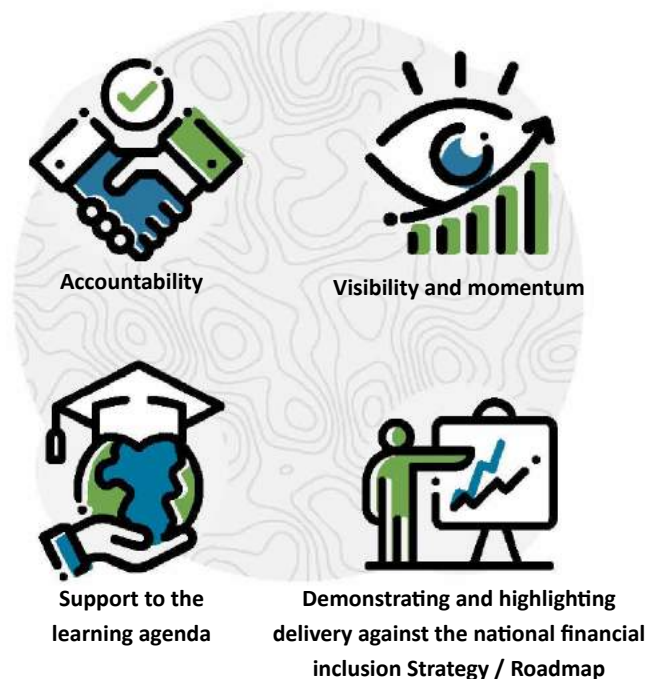 Accountability
Visibility and momentum
Support to the
learning agenda
Demonstrating and highlighting
delivery against the national financial
inclusion Strategy / Roadmap